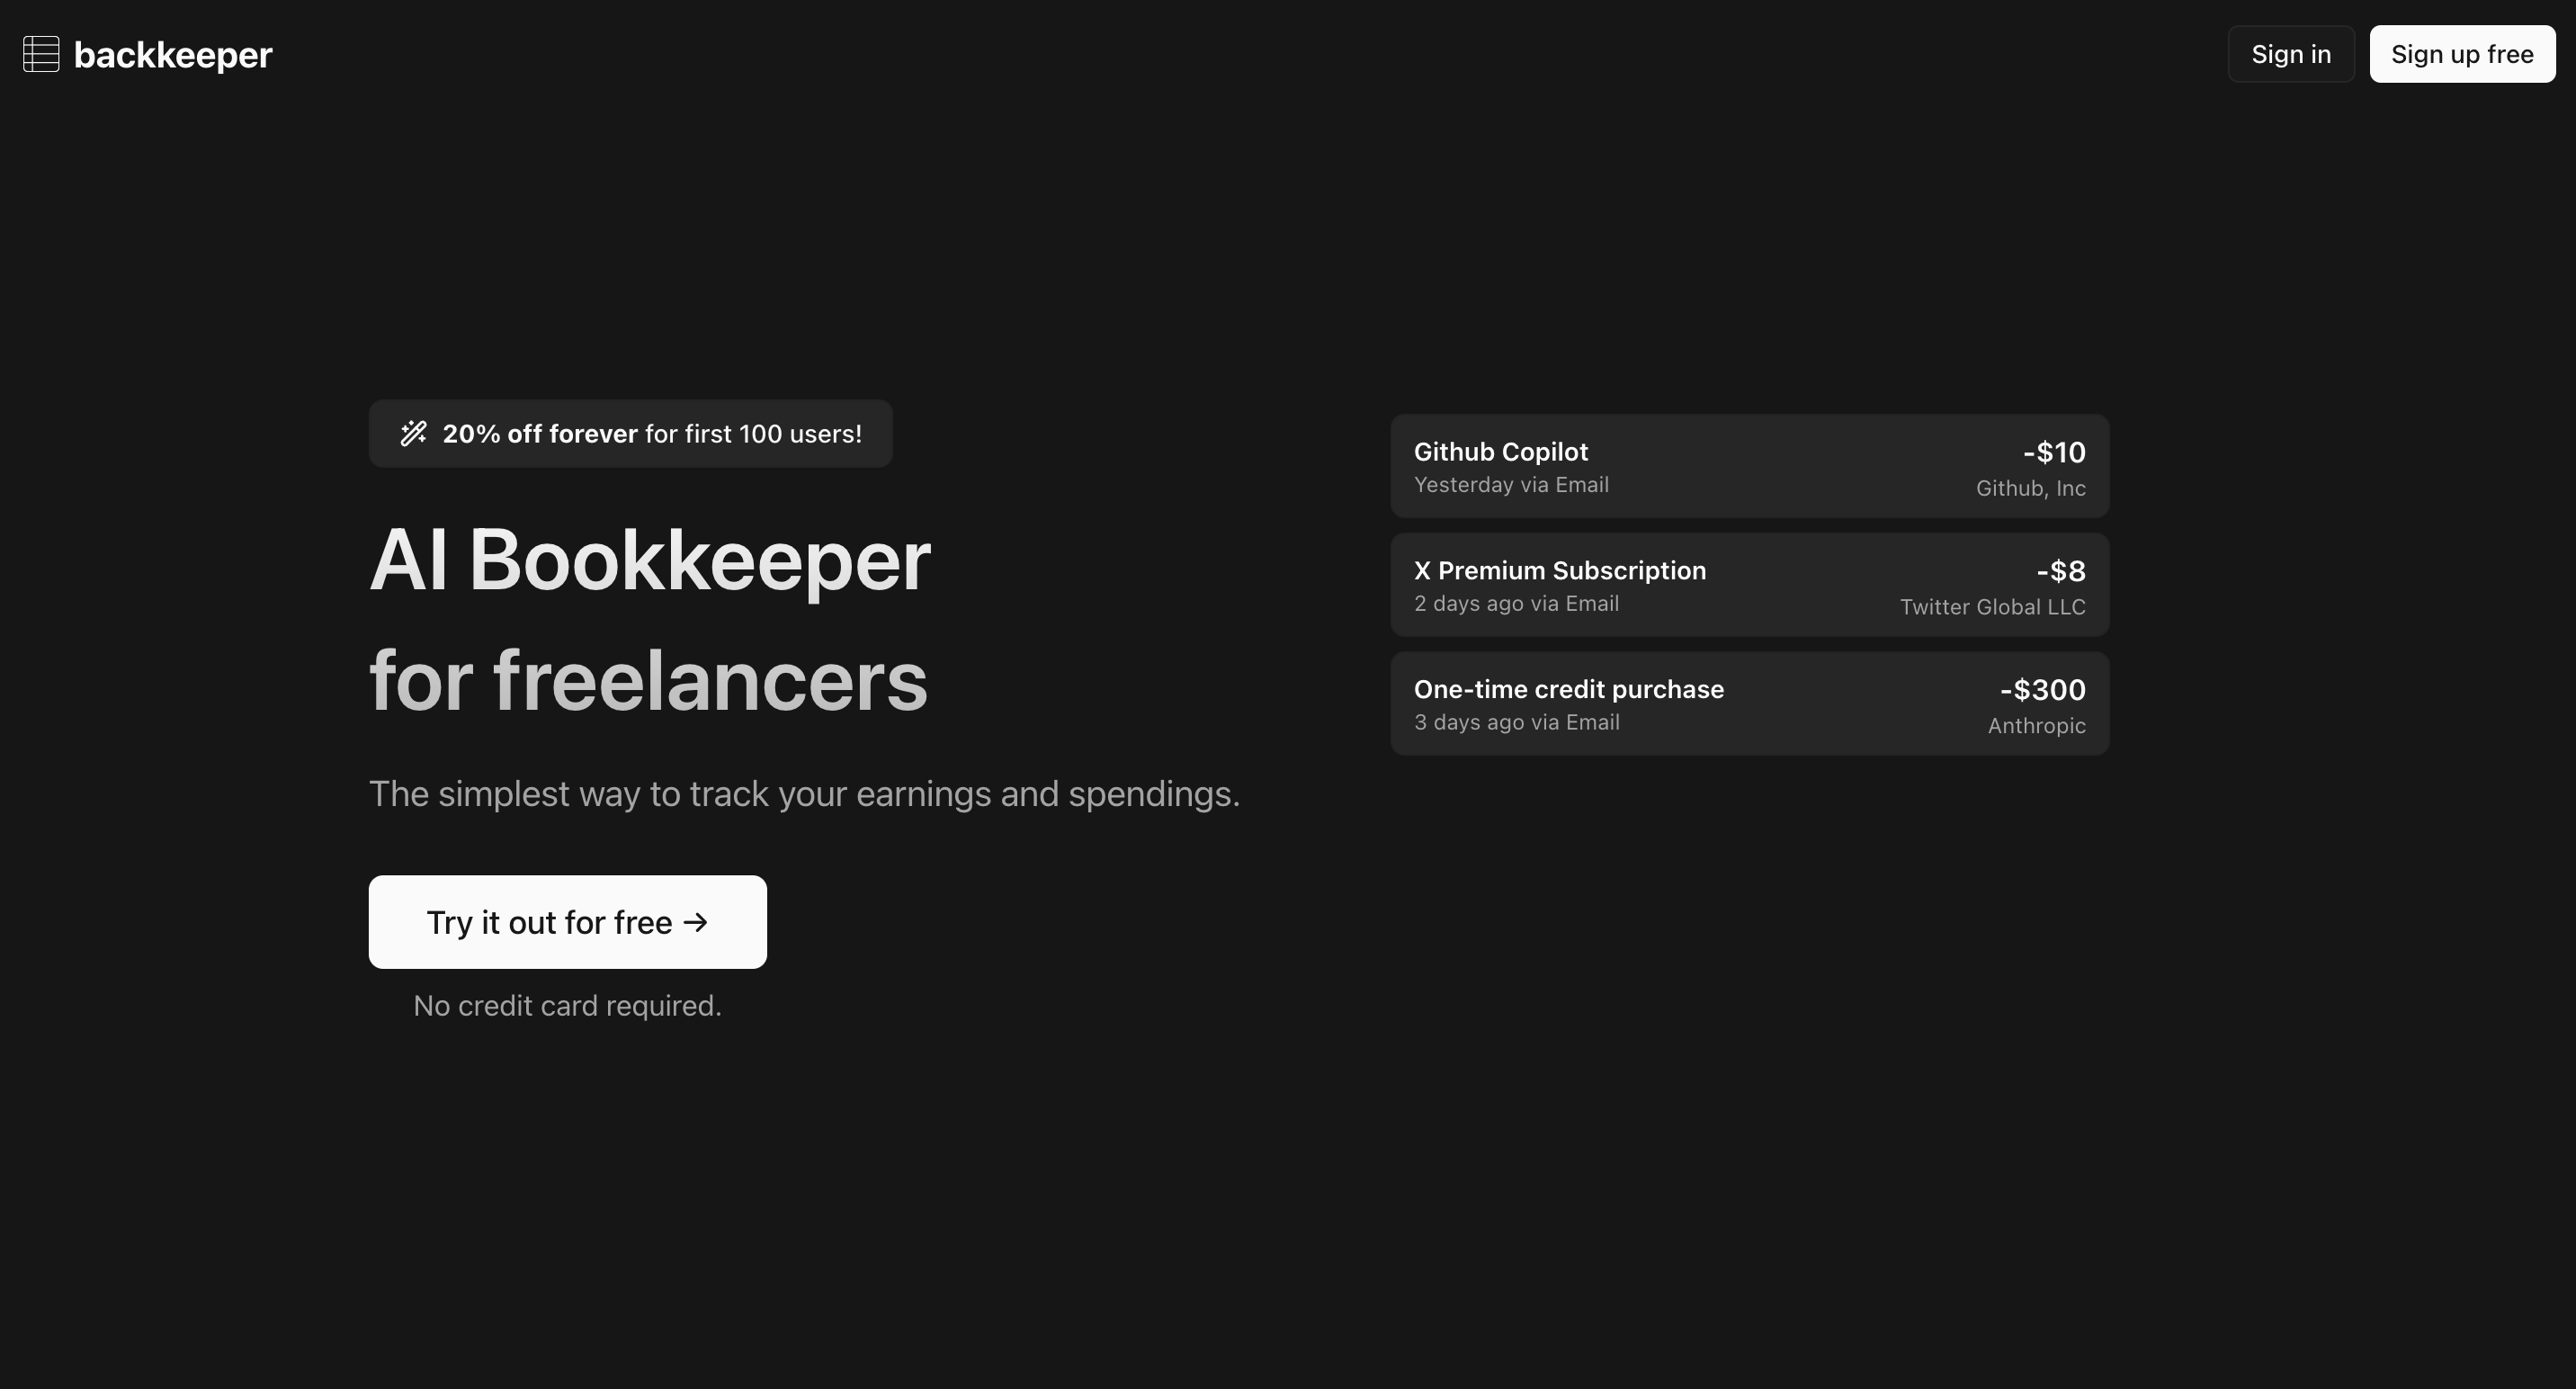 backkeeper
Sign in
Sign up free
20% off forever for first 100 users!
AI Bookkeeper
for freelancers
The simplest way to track your earnings and spendings.
Try it out for free →
No credit card required.
Github Copilot
-$10
Yesterday via Email
Github, Inc
X Premium Subscription
-$8
2 days ago via Email
Twitter Global LLC
One-time credit purchase
-$300
3 days ago via Email
Anthropic